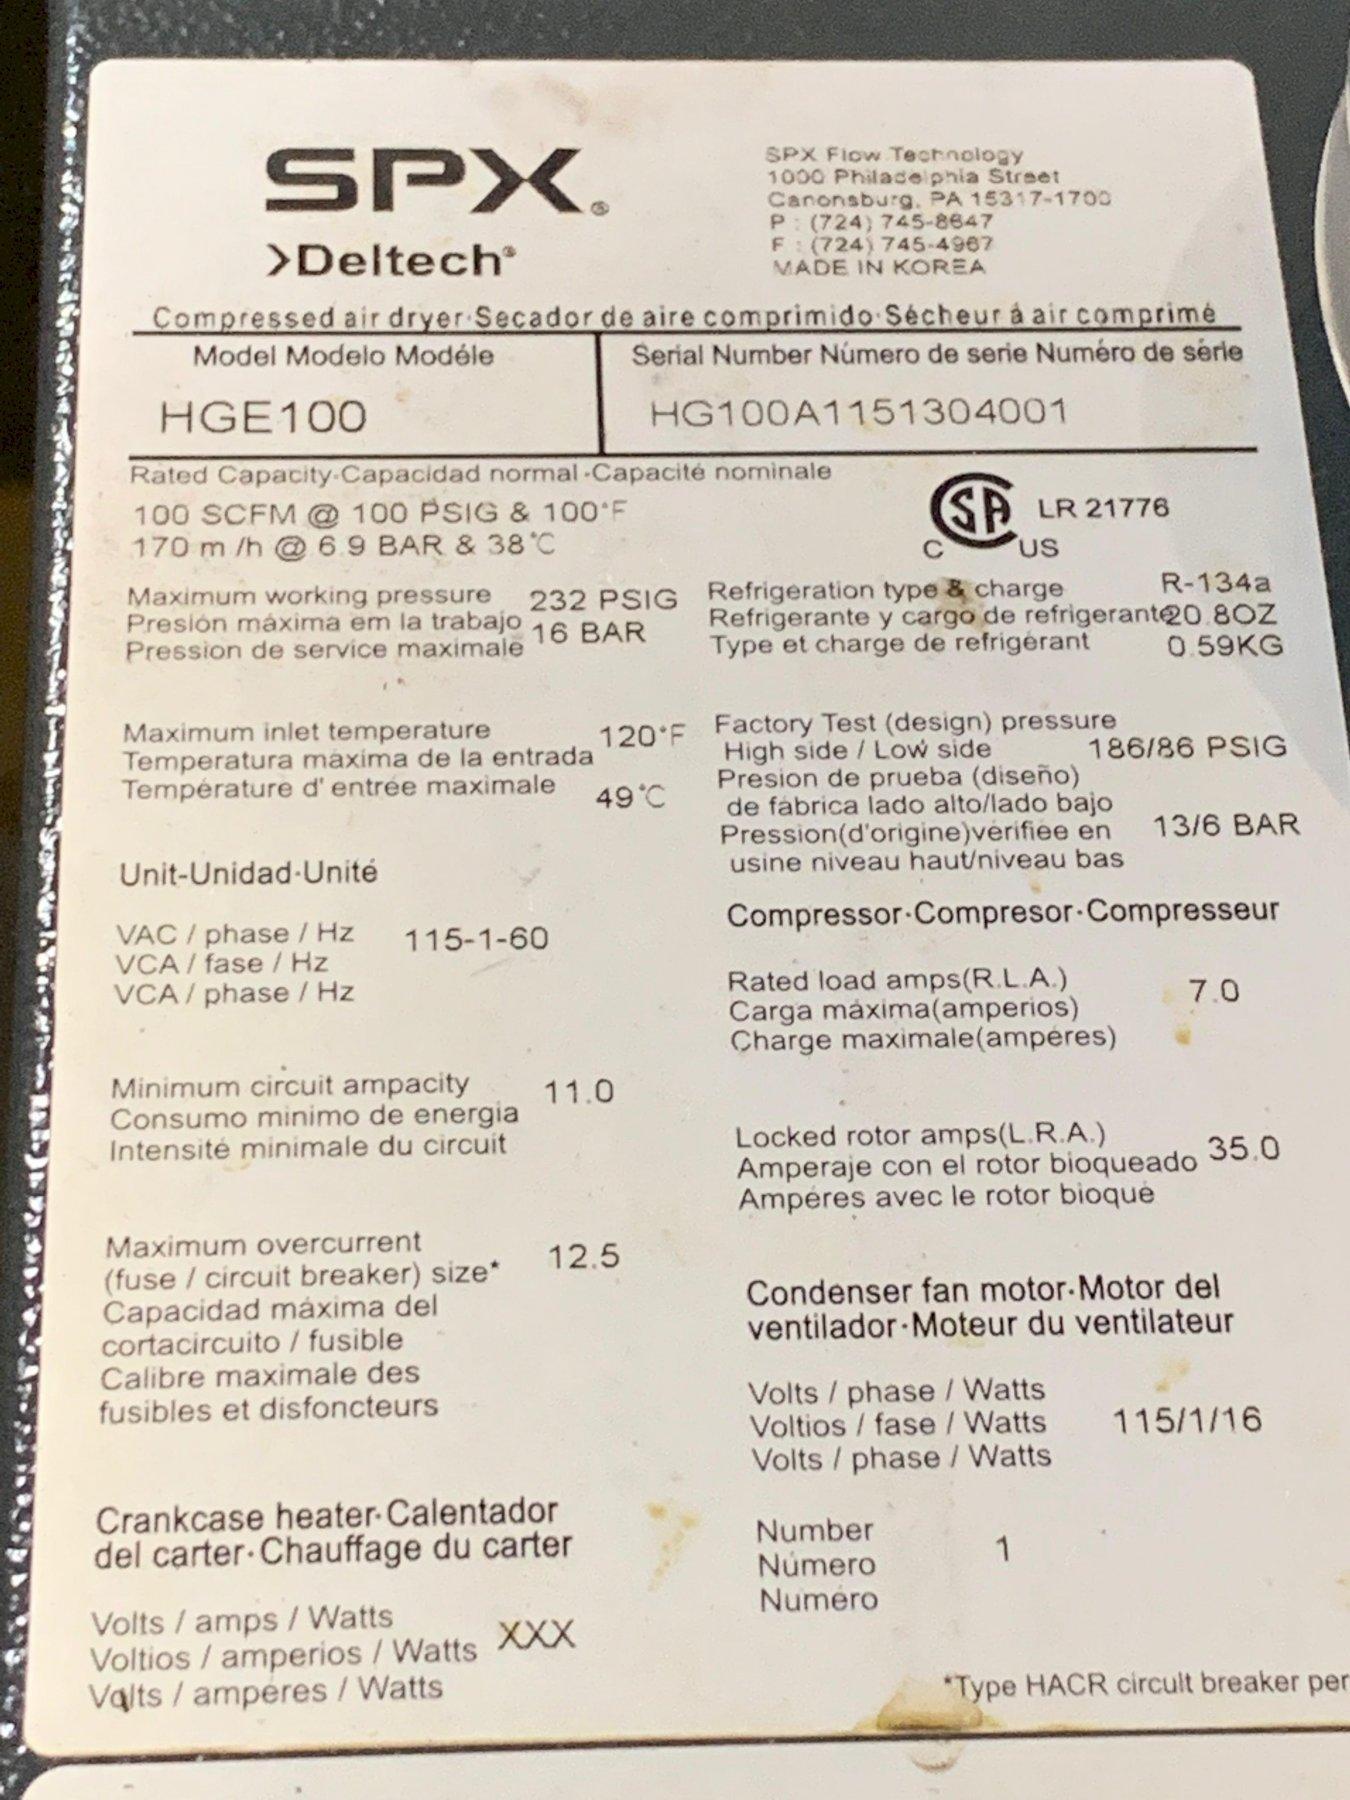 SPX®
>Deltech®
SPX Flow Technology
1000 Philadelphia Street
Canonsburg, PA 15317-1700
P : (724) 745-8647
F : (724) 745-4967
MADE IN KOREA
Compressed air dryer·Secador de aire comprimido·Sécheur á air comprimé
Model Modelo Modéle
HGE100
Serial Number Número de serie Numéro de série
HG100A1151304001
Rated Capacity·Capacidad normal·Capacité nominale
100 SCFM @ 100 PSIG & 100°F
170 m /h @ 6.9 BAR & 38°C
CSA C US LR 21776
Maximum working pressure 232 PSIG
Presión máxima em la trabajo 16 BAR
Pression de service maximale
Refrigeration type & charge R-134a
Refrigerante y cargo de refrigerante 20.8OZ
Type et charge de refrigérant 0.59KG
Maximum inlet temperature 120°F
Temperatura máxima de la entrada
Température d' entrée maximale 49°C
Factory Test (design) pressure
High side / Low side 186/86 PSIG
Presion de prueba (diseño)
de fábrica lado alto/lado bajo
Pression(d'origine)vérifiée en 13/6 BAR
usine niveau haut/niveau bas
Unit-Unidad·Unité
VAC / phase / Hz 115-1-60
VCA / fase / Hz
VCA / phase / Hz
Compressor·Compresor·Compresseur
Rated load amps(R.L.A.) 7.0
Carga máxima(amperios)
Charge maximale(ampéres)
Minimum circuit ampacity 11.0
Consumo minimo de energia
Intensité minimale du circuit
Locked rotor amps(L.R.A.) 35.0
Amperaje con el rotor bioqueado
Ampéres avec le rotor bioqué
Maximum overcurrent
(fuse / circuit breaker) size* 12.5
Capacidad máxima del
cortacircuito / fusible
Calibre maximale des
fusibles et disfoncteurs
Condenser fan motor·Motor del
ventilador·Moteur du ventilateur
Volts / phase / Watts
Voltios / fase / Watts 115/1/16
Volts / phase / Watts
Crankcase heater·Calentador
del carter·Chauffage du carter
Volts / amps / Watts
Voltios / amperios / Watts XXX
Volts / ampéres / Watts
Number
Número 1
Numéro
*Type HACR circuit breaker per